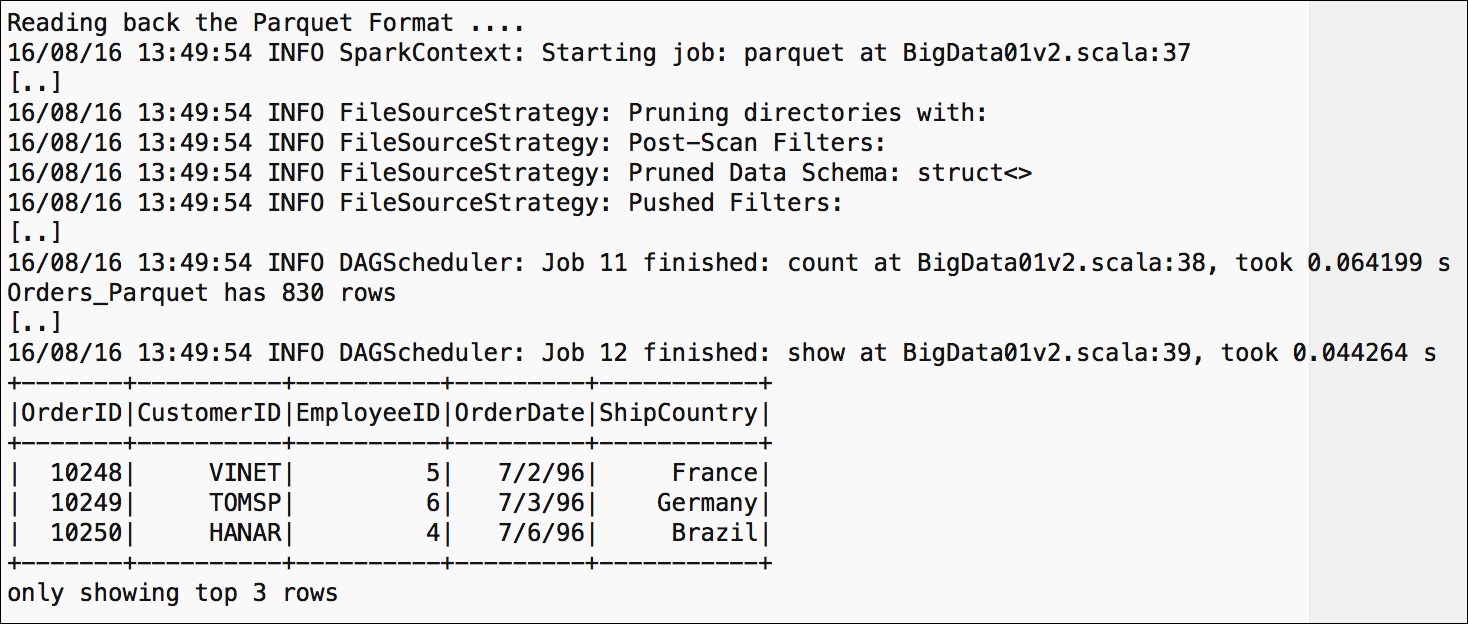 Reading back the Parquet Format ....
16/08/16 13:49:54 INFO SparkContext: Starting job: parquet at BigData01v2.scala:37
[..]
16/08/16 13:49:54 INFO FileSourceStrategy: Pruning directories with:
16/08/16 13:49:54 INFO FileSourceStrategy: Post-Scan Filters:
16/08/16 13:49:54 INFO FileSourceStrategy: Pruned Data Schema: struct<>
16/08/16 13:49:54 INFO FileSourceStrategy: Pushed Filters:
[..]
16/08/16 13:49:54 INFO DAGScheduler: Job 11 finished: count at BigData01v2.scala:38, took 0.064199 s
Orders_Parquet has 830 rows
[..]
16/08/16 13:49:54 INFO DAGScheduler: Job 12 finished: show at BigData01v2.scala:39, took 0.044264 s
+-------+----------+----------+---------+-----------+
|OrderID|CustomerID|EmployeeID|OrderDate|ShipCountry|
+-------+----------+----------+---------+-----------+
|  10248|     VINET|         5|   7/2/96|     France|
|  10249|     TOMSP|         6|   7/3/96|    Germany|
|  10250|     HANAR|         4|   7/6/96|     Brazil|
+-------+----------+----------+---------+-----------+
only showing top 3 rows